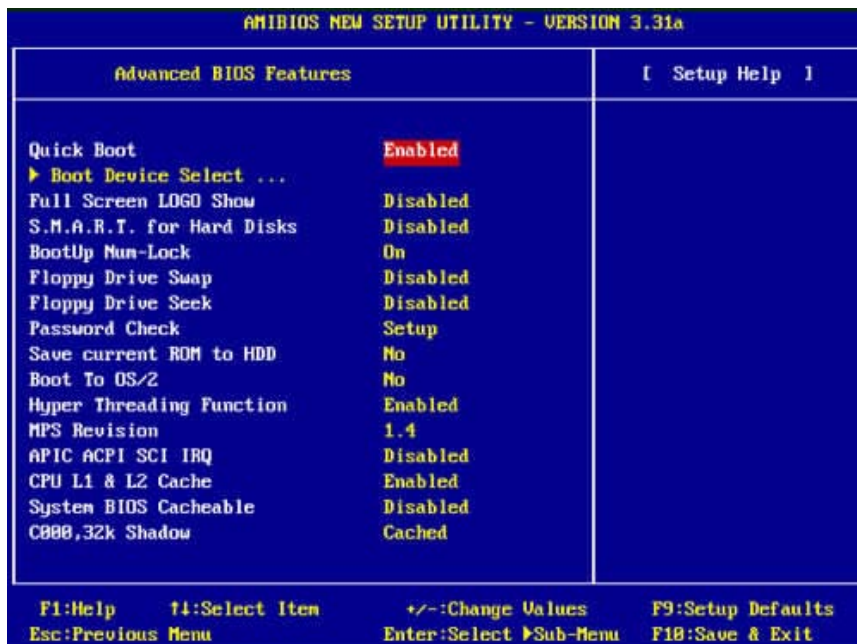 AMIBIOS NEW SETUP UTILITY - VERSION 3.31a
Advanced BIOS Features [ Setup Help ]
Quick Boot Enabled
▶ Boot Device Select ...
Full Screen LOGO Show Disabled
S.M.A.R.T. for Hard Disks Disabled
BootUp Num-Lock On
Floppy Drive Swap Disabled
Floppy Drive Seek Disabled
Password Check Setup
Save current ROM to HDD No
Boot To OS/2 No
Hyper Threading Function Enabled
MPS Revision 1.4
APIC ACPI SCI IRQ Disabled
CPU L1 & L2 Cache Enabled
System BIOS Cacheable Disabled
C000,32k Shadow Cached
F1:Help ↑↓:Select Item +/-:Change Values F9:Setup Defaults
Esc:Previous Menu Enter:Select ▶Sub-Menu F10:Save & Exit